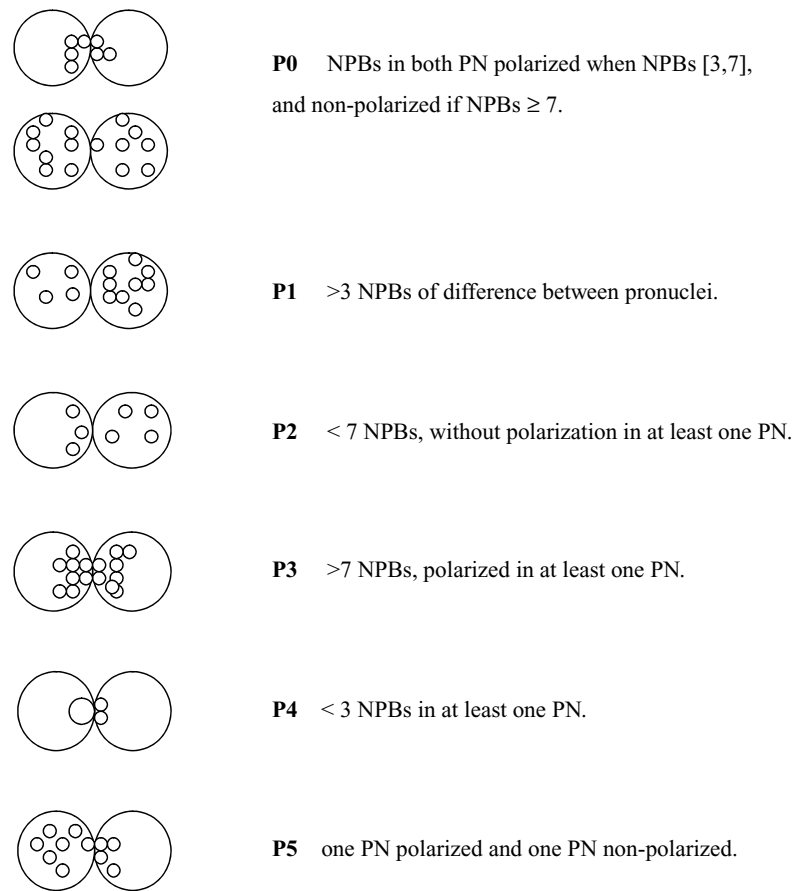 P0 NPBs in both PN polarized when NPBs [3,7],
and non-polarized if NPBs ≥ 7.
P1 >3 NPBs of difference between pronuclei.
P2 < 7 NPBs, without polarization in at least one PN.
P3 >7 NPBs, polarized in at least one PN.
P4 < 3 NPBs in at least one PN.
P5 one PN polarized and one PN non-polarized.